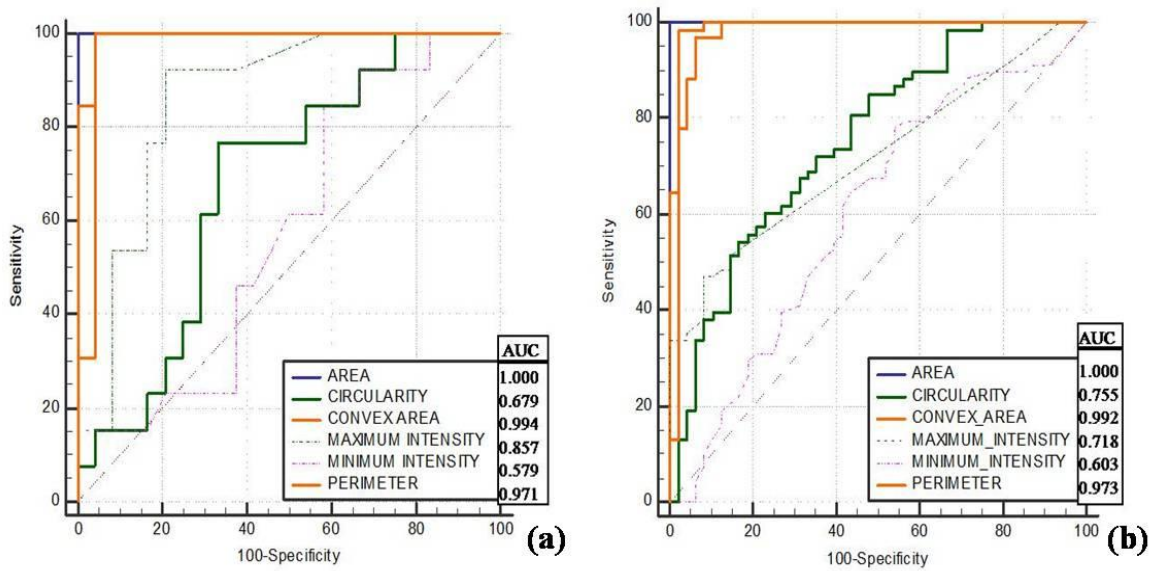 100
80
60
40
20
0
Sensitivity
0 20 40 60 80 100
100-Specificity
AUC
AREA 1.000
CIRCULARITY 0.679
CONVEX AREA 0.994
MAXIMUM INTENSITY 0.857
MINIMUM INTENSITY 0.579
PERIMETER 0.971
(a)
100
80
60
40
20
0
Sensitivity
0 20 40 60 80 100
100-Specificity
AUC
AREA 1.000
CIRCULARITY 0.755
CONVEX_AREA 0.992
MAXIMUM_INTENSITY 0.718
MINIMUM_INTENSITY 0.603
PERIMETER 0.973
(b)